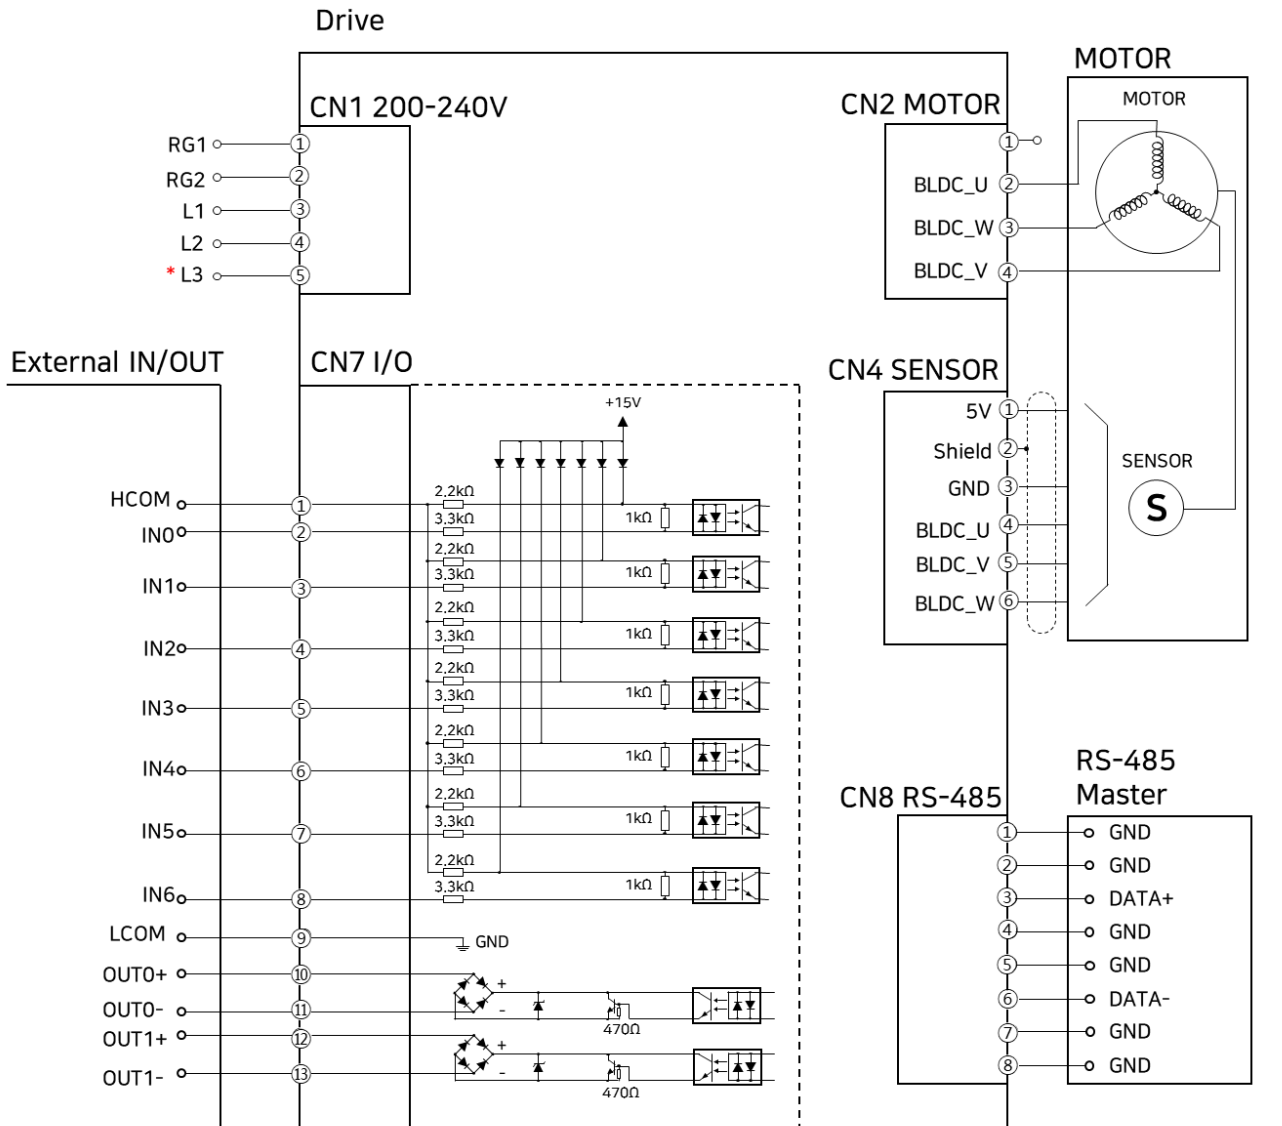 Drive
CN1 200-240V
RG1
1
RG2
2
L1
3
L2
4
* L3
5
CN2 MOTOR
1
BLDC_U
2
BLDC_W
3
BLDC_V
4
MOTOR
MOTOR
SENSOR
S
CN4 SENSOR
5V
1
Shield
2
GND
3
BLDC_U
4
BLDC_V
5
BLDC_W
6
External IN/OUT
CN7 I/O
+15V
HCOM
1
2.2kΩ
IN0
2
3.3kΩ
1kΩ
2.2kΩ
IN1
3
3.3kΩ
1kΩ
2.2kΩ
IN2
4
3.3kΩ
1kΩ
2.2kΩ
IN3
5
3.3kΩ
1kΩ
2.2kΩ
IN4
6
3.3kΩ
1kΩ
2.2kΩ
IN5
7
3.3kΩ
1kΩ
2.2kΩ
IN6
8
3.3kΩ
1kΩ
LCOM
9
GND
OUT0+
10
+
OUT0-
11
-
470Ω
OUT1+
12
+
OUT1-
13
-
470Ω
CN8 RS-485
RS-485
Master
1
GND
2
GND
3
DATA+
4
GND
5
GND
6
DATA-
7
GND
8
GND